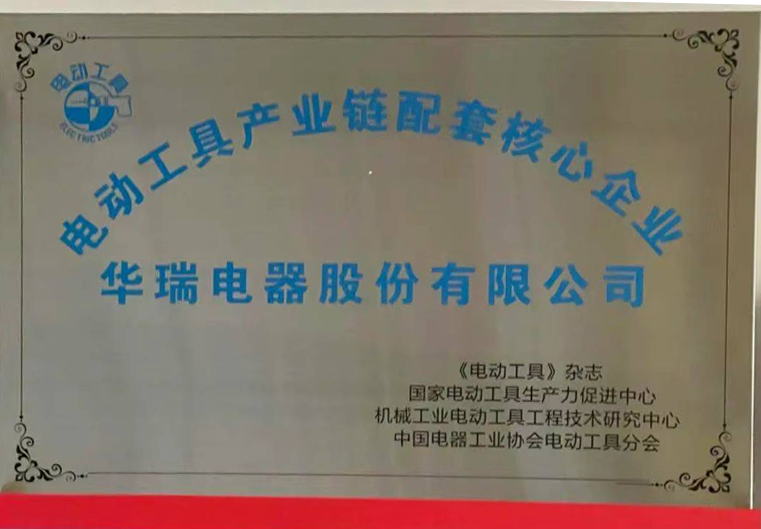 电动工具
ELECTRIC TOOLS
电动工具产业链配套核心企业
华瑞电器股份有限公司
《电动工具》杂志
国家电动工具生产力促进中心
机械工业电动工具工程技术研究中心
中国电器工业协会电动工具分会